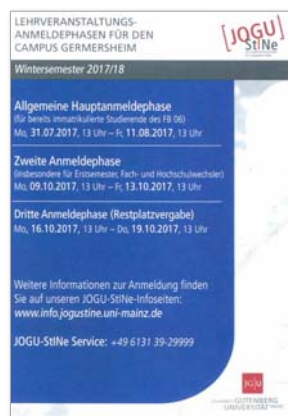 LEHRVERANSTALTUNGS-
ANMELDEPHASEN FÜR DEN
CAMPUS GERMERSHEIM
[JOGU]
StINe
Wintersemester 2017/18
Allgemeine Hauptanmeldephase
(für bereits immatrikulierte Studierende des FB 06)
Mo, 31.07.2017, 13 Uhr – Fr, 11.08.2017, 13 Uhr
Zweite Anmeldephase
(insbesondere für Erstsemester, Fach- und Hochschulwechsler)
Mo, 09.10.2017, 13 Uhr – Fr, 13.10.2017, 13 Uhr
Dritte Anmeldephase (Restplatzvergabe)
Mo, 16.10.2017, 13 Uhr – Do, 19.10.2017, 13 Uhr
Weitere Informationen zur Anmeldung finden
Sie auf unseren JOGU-StINe-Infoseiten:
www.info.jogustine.uni-mainz.de
JOGU-StINe Service: +49 6131 39-29999
JG|U
GUTENBERG
UNIVERSITÄT